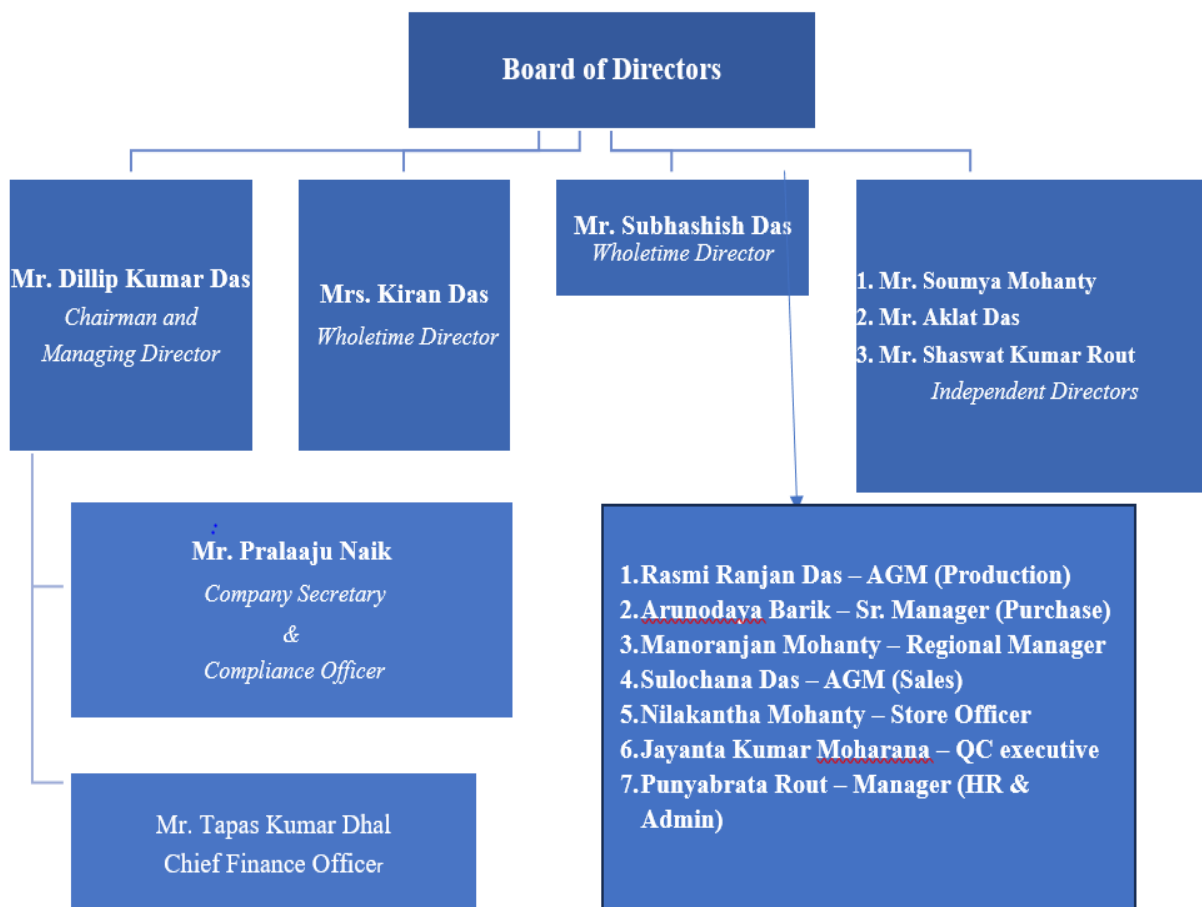 Board of Directors
Mr. Dillip Kumar Das
Chairman and
Managing Director
Mrs. Kiran Das
Wholetime Director
Mr. Subhashish Das
Wholetime Director
1. Mr. Soumya Mohanty
2. Mr. Aklat Das
3. Mr. Shaswat Kumar Rout
Independent Directors
:
Mr. Pralaaju Naik
Company Secretary
&
Compliance Officer
Mr. Tapas Kumar Dhal
Chief Finance Officer
1.Rasmi Ranjan Das – AGM (Production)
2.Arunodaya Barik – Sr. Manager (Purchase)
3.Manoranjan Mohanty – Regional Manager
4.Sulochana Das – AGM (Sales)
5.Nilakantha Mohanty – Store Officer
6.Jayanta Kumar Moharana – QC executive
7.Punyabrata Rout – Manager (HR &
Admin)